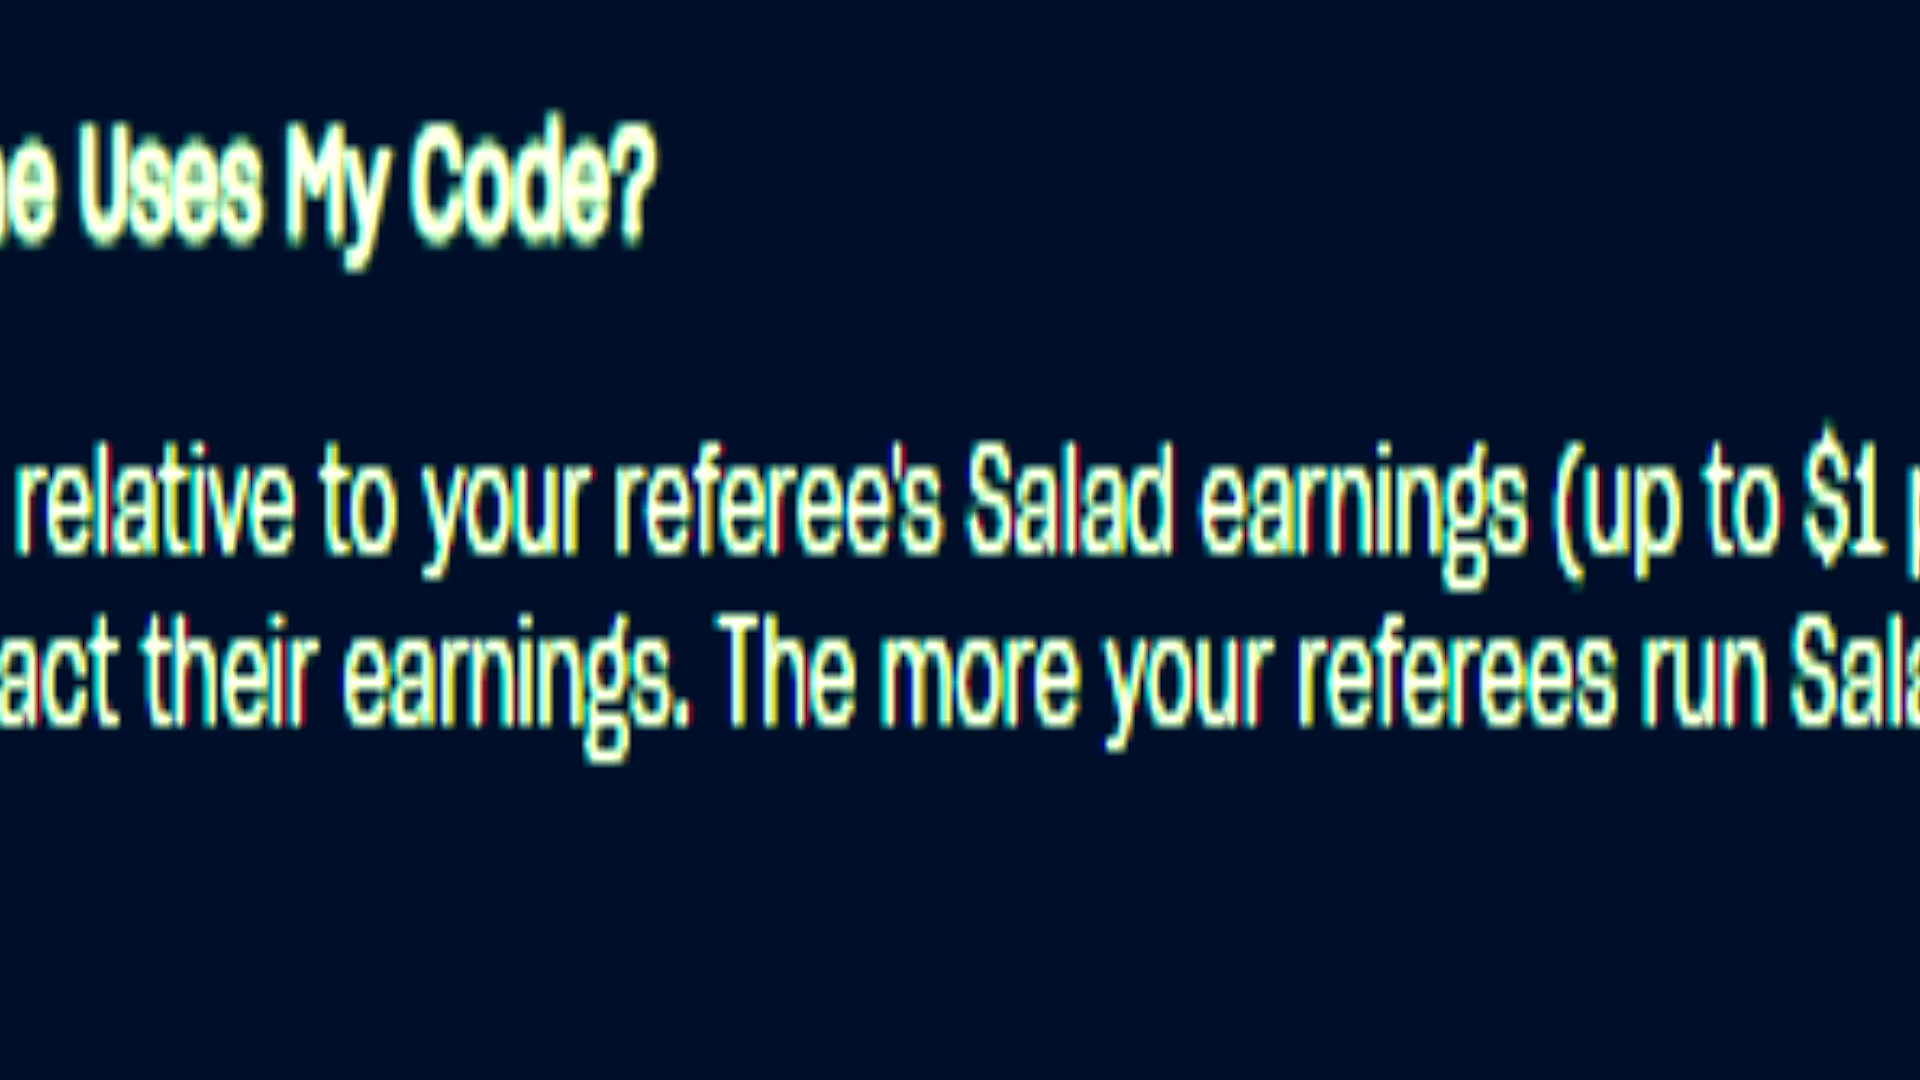 e Uses My Code?
relative to your referee's Salad earnings (up to $1
act their earnings. The more your referees run Sala